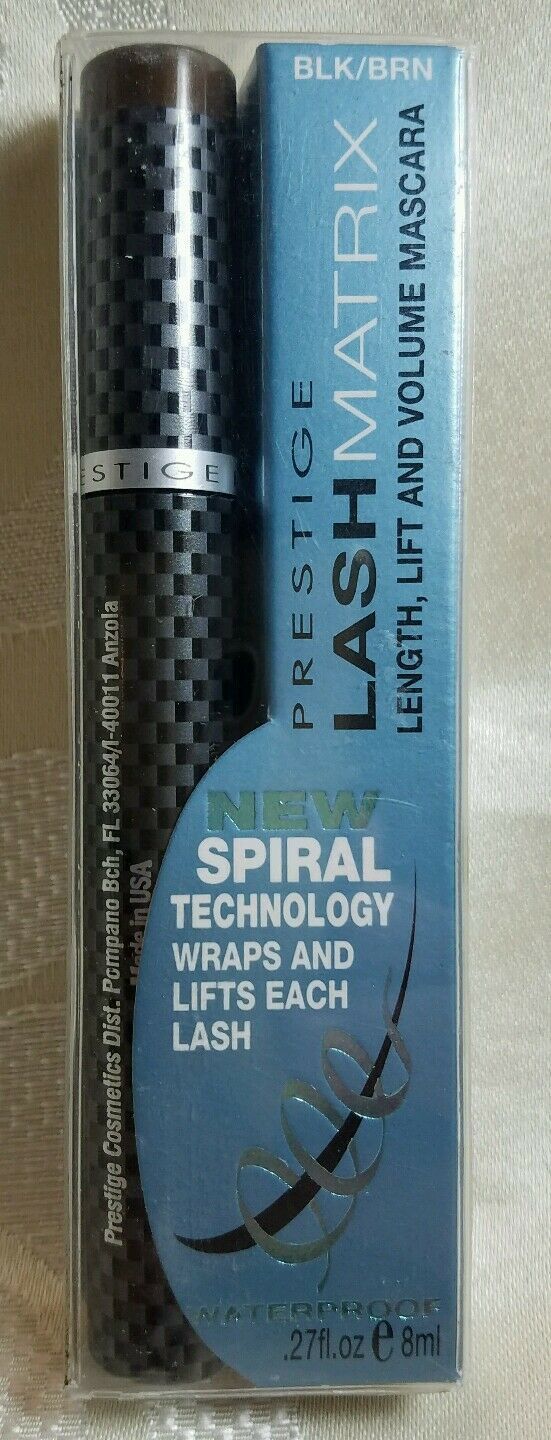 BLK/BRN
PRESTIGE
LASHMATRIX
LENGTH, LIFT AND VOLUME MASCARA
ESTIGE
NEW
SPIRAL
TECHNOLOGY
WRAPS AND
LIFTS EACH
LASH
WATERPROOF
.27fl.oz e 8ml
Prestige Cosmetics Dist. Pompano Bch, FL 33064/I-40011 Anzola
Made in USA